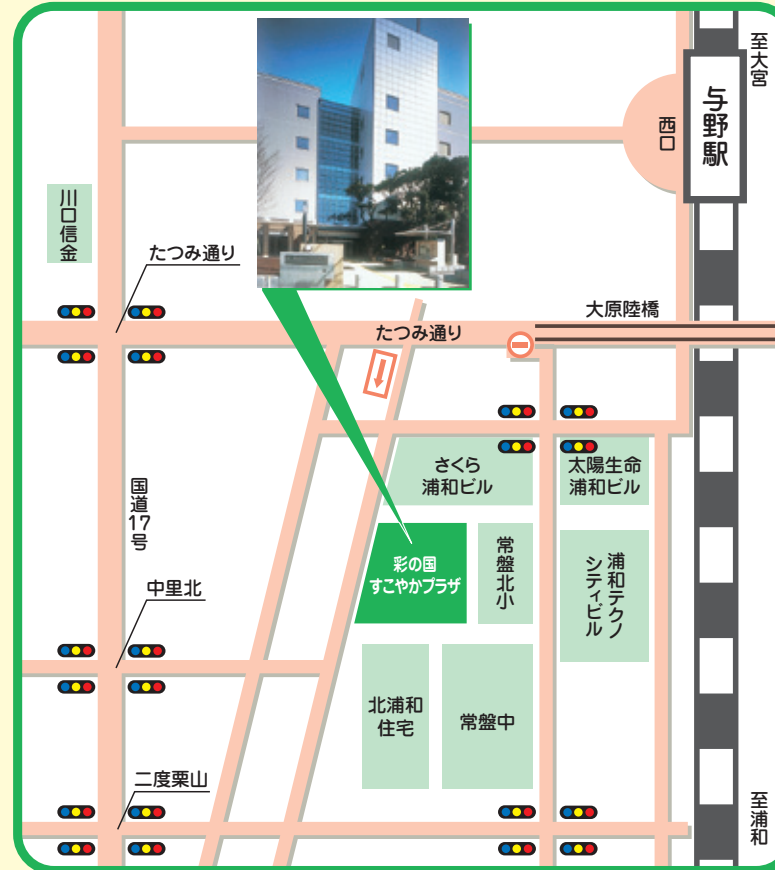 至大宮
与野駅
西口
川口信金
たつみ通り
大原陸橋
たつみ通り
さくら
浦和ビル
太陽生命
浦和ビル
国道17号
彩の国
すこやかプラザ
常盤北小
浦和テクノ
シティビル
中里北
北浦和
住宅
常盤中
二度栗山
至浦和